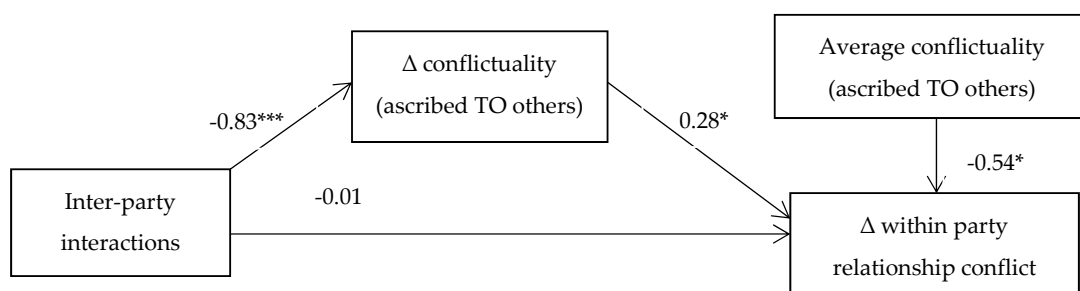 Average conflictuality
(ascribed TO others)
Δ conflictuality
(ascribed TO others)
-0.83***
0.28*
-0.54*
Inter-party
interactions
-0.01
Δ within party
relationship conflict